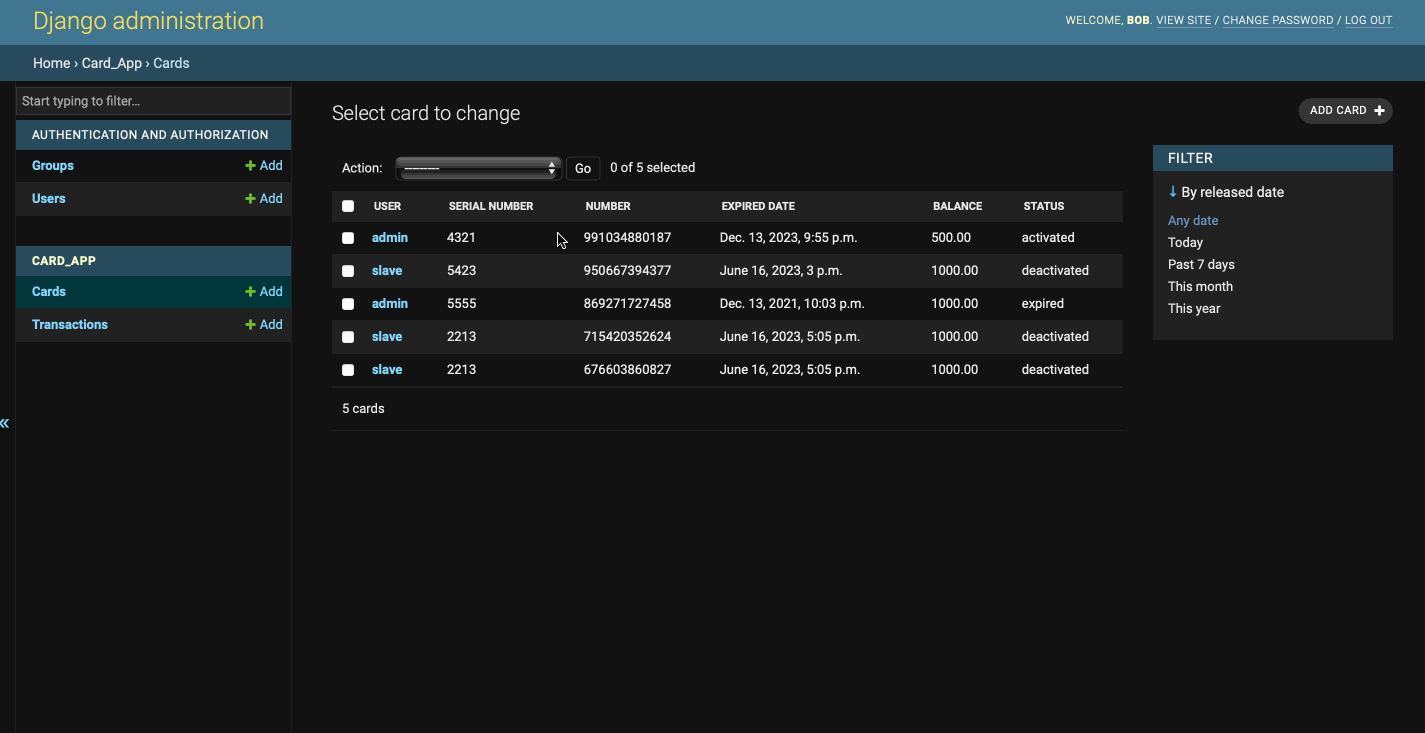 Django administration
WELCOME, BOB. VIEW SITE / CHANGE PASSWORD / LOG OUT
Home › Card_App › Cards
Start typing to filter...
AUTHENTICATION AND AUTHORIZATION
Groups + Add
Users + Add
CARD_APP
Cards + Add
Transactions + Add
«
Select card to change
ADD CARD +
Action: --------- Go 0 of 5 selected
USER SERIAL NUMBER NUMBER EXPIRED DATE BALANCE STATUS
admin 4321 991034880187 Dec. 13, 2023, 9:55 p.m. 500.00 activated
slave 5423 950667394377 June 16, 2023, 3 p.m. 1000.00 deactivated
admin 5555 869271727458 Dec. 13, 2021, 10:03 p.m. 1000.00 expired
slave 2213 715420352624 June 16, 2023, 5:05 p.m. 1000.00 deactivated
slave 2213 676603860827 June 16, 2023, 5:05 p.m. 1000.00 deactivated
5 cards
FILTER
↓ By released date
Any date
Today
Past 7 days
This month
This year